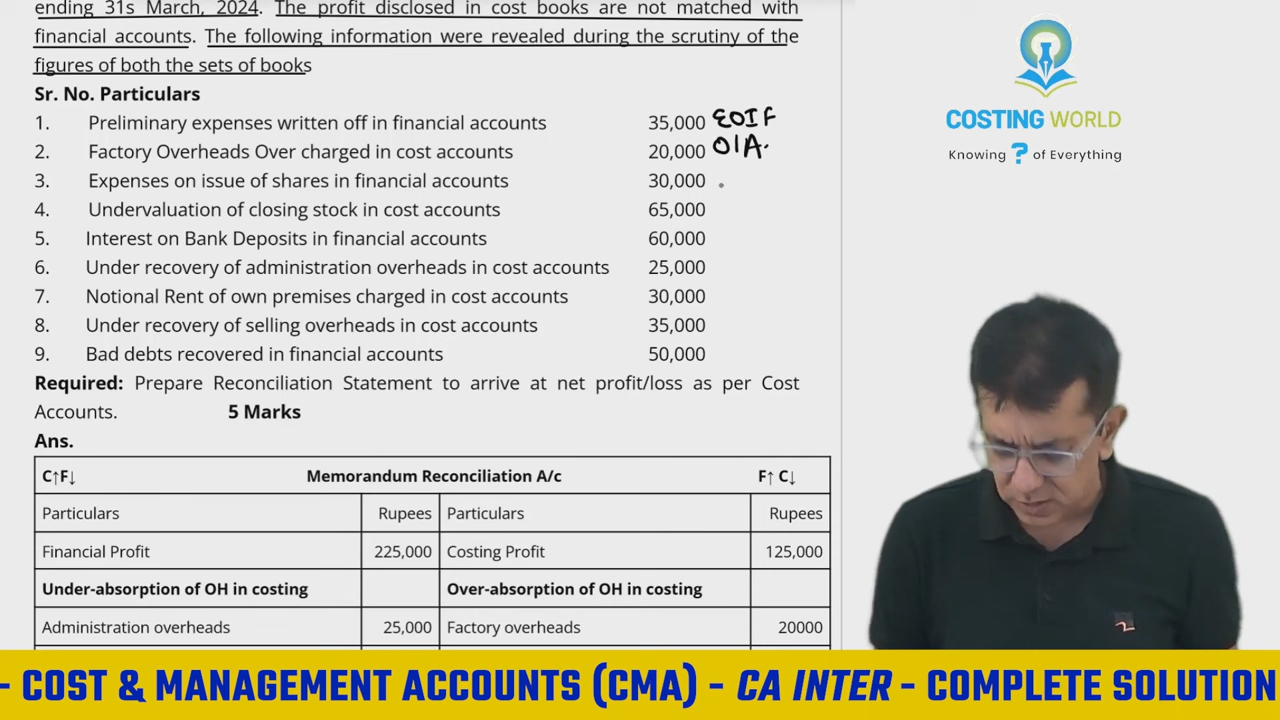 ending 31s March, 2024. The profit disclosed in cost books are not matched with
financial accounts. The following information were revealed during the scrutiny of the
figures of both the sets of books
Sr. No. Particulars
1. Preliminary expenses written off in financial accounts 35,000 EOIF
2. Factory Overheads Over charged in cost accounts 20,000 O/A.
3. Expenses on issue of shares in financial accounts 30,000
4. Undervaluation of closing stock in cost accounts 65,000
5. Interest on Bank Deposits in financial accounts 60,000
6. Under recovery of administration overheads in cost accounts 25,000
7. Notional Rent of own premises charged in cost accounts 30,000
8. Under recovery of selling overheads in cost accounts 35,000
9. Bad debts recovered in financial accounts 50,000
Required: Prepare Reconciliation Statement to arrive at net profit/loss as per Cost
Accounts. 5 Marks
Ans.
C↑F↓ Memorandum Reconciliation A/c F↑ C↓
Particulars Rupees Particulars Rupees
Financial Profit 225,000 Costing Profit 125,000
Under-absorption of OH in costing Over-absorption of OH in costing
Administration overheads 25,000 Factory overheads 20000
COSTING WORLD
Knowing ? of Everything
- COST & MANAGEMENT ACCOUNTS (CMA) - CA INTER - COMPLETE SOLUTION